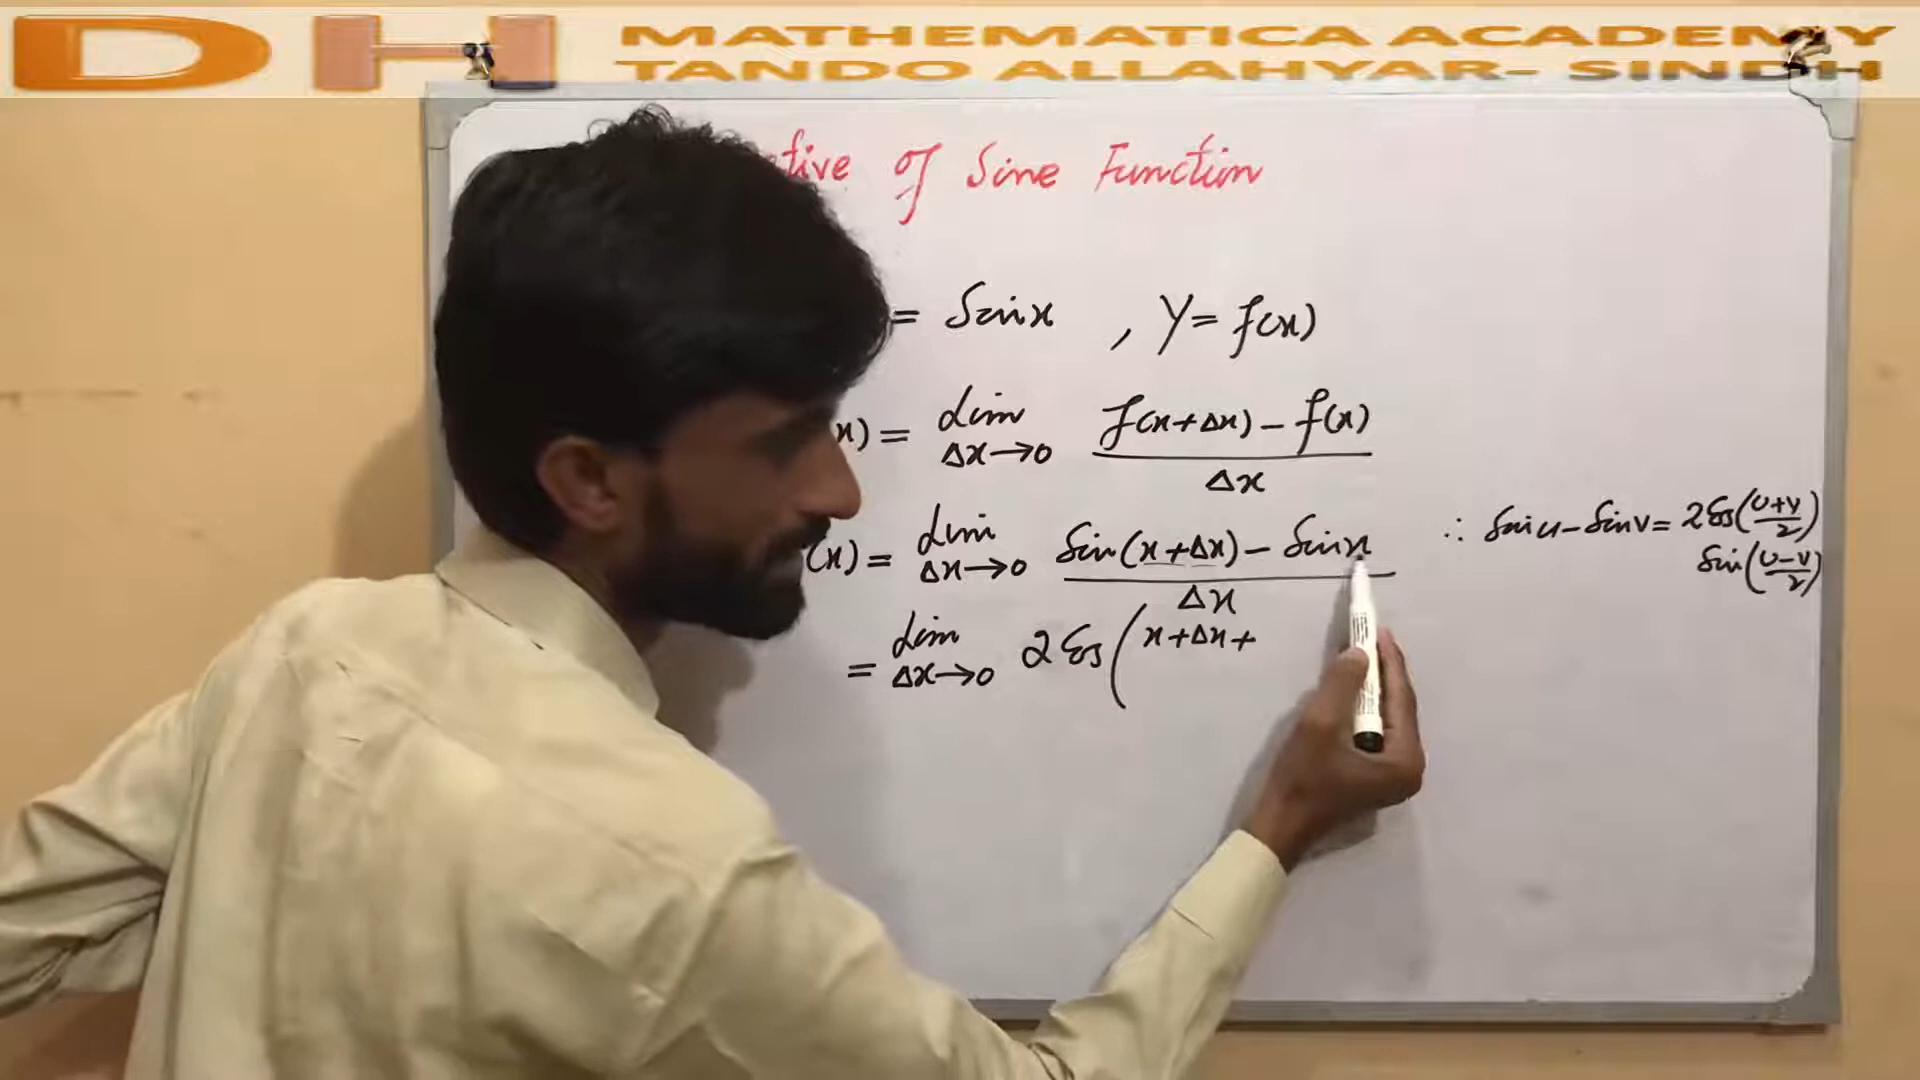 DH MATHEMATICA ACADEMY
TANDO ALLAHYAR- SINDH
of Sine Function
= Sinx , Y = f(x)
(x) = Lim Δx→0 f(x+Δx) - f(x) / Δx
(x) = Lim Δx→0 Sin(x+Δx) - Sinx / Δx
∴ Sinu - Sinv = 2Cos(U+V/2)
Sin(U-V/2)
= Lim Δx→0 2Cos(x+Δx+